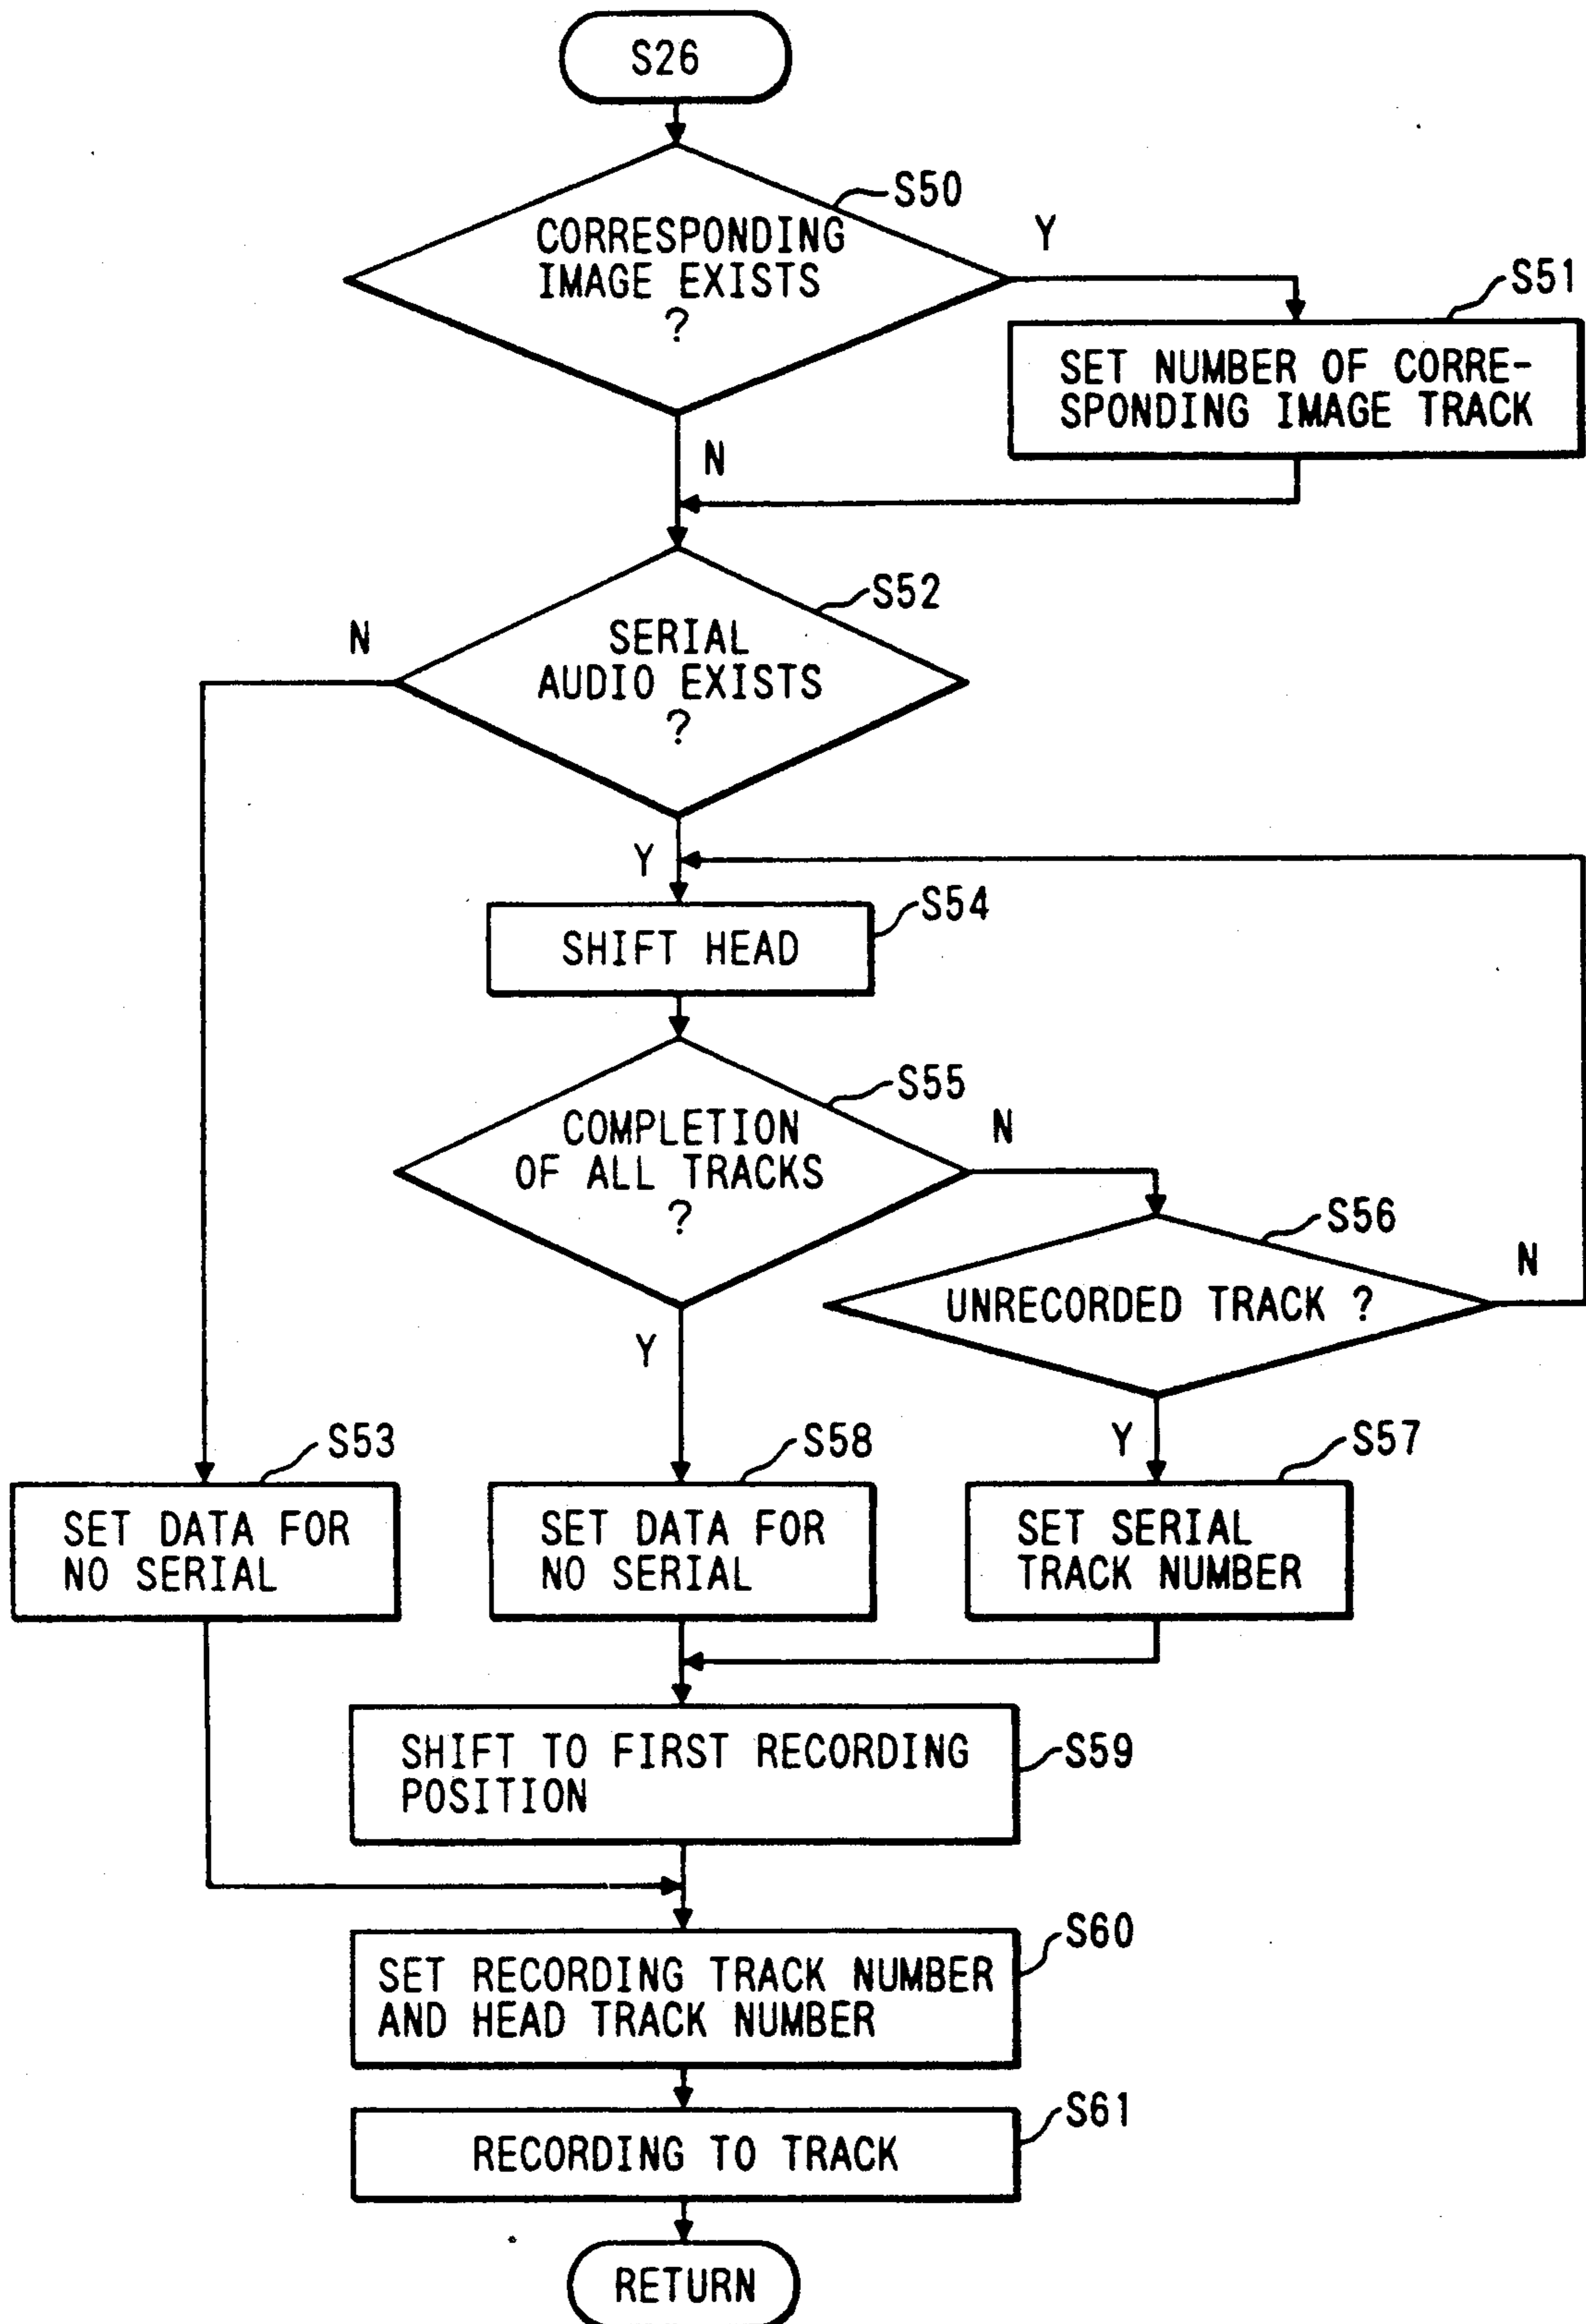 S26
S50
CORRESPONDING
IMAGE EXISTS
?
Y
S51
SET NUMBER OF CORRE-
SPONDING IMAGE TRACK
N
S52
SERIAL
AUDIO EXISTS
?
N
Y
S54
SHIFT HEAD
S55
COMPLETION
OF ALL TRACKS
?
N
S56
UNRECORDED TRACK ?
N
Y
Y
S53
SET DATA FOR
NO SERIAL
S58
SET DATA FOR
NO SERIAL
S57
SET SERIAL
TRACK NUMBER
SHIFT TO FIRST RECORDING
POSITION
S59
S60
SET RECORDING TRACK NUMBER
AND HEAD TRACK NUMBER
S61
RECORDING TO TRACK
RETURN